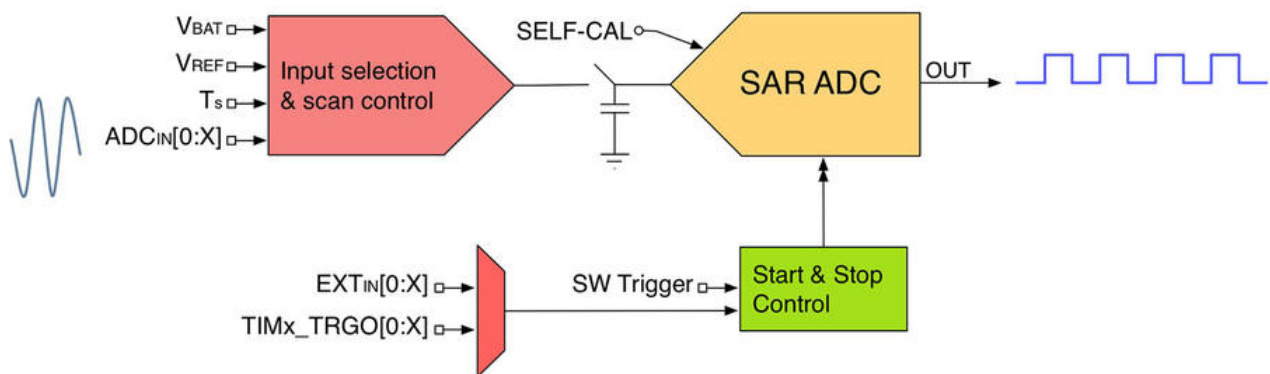 VBAT
VREF
Ts
ADCIN[0:X]
Input selection
& scan control
SELF-CAL
SAR ADC
OUT
EXTIN[0:X]
TIMx_TRGO[0:X]
SW Trigger
Start & Stop
Control